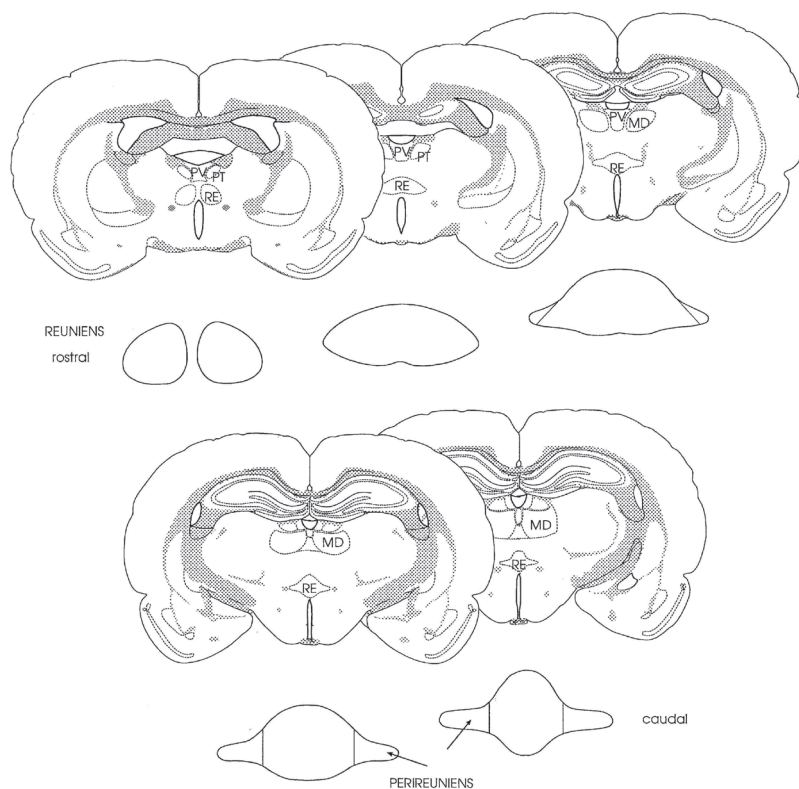 PV
MD
RE
PV
PT
RE
PV
PT
RE
REUNIENS
rostral
MD
RE
MD
RE
caudal
PERIREUNIENS